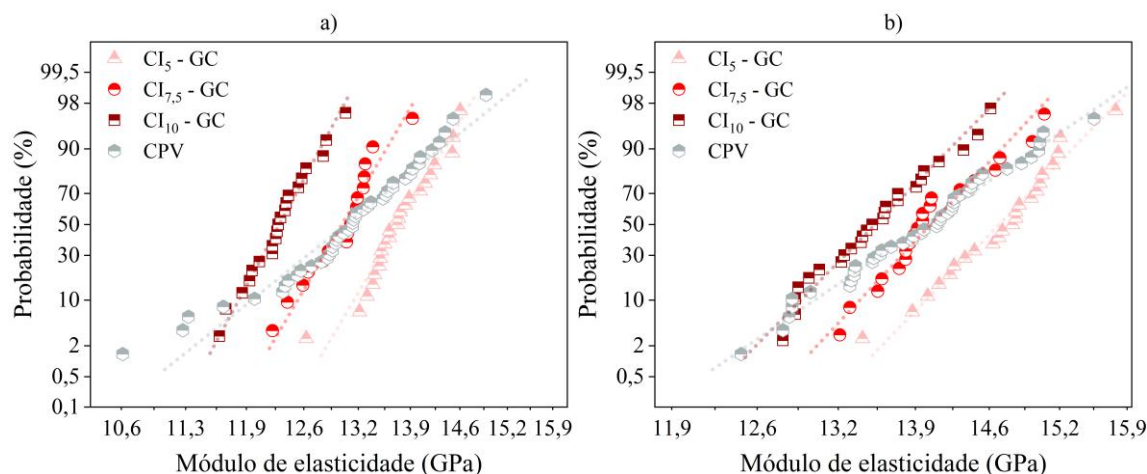 a)
CI5 - GC
CI7,5 - GC
CI10 - GC
CPV
99,5
98
90
70
50
30
10
2
0,5
0,1
Probabilidade (%)
10,6 11,3 11,9 12,6 13,2 13,9 14,6 15,2 15,9
Módulo de elasticidade (GPa)
b)
CI5 - GC
CI7,5 - GC
CI10 - GC
CPV
99,5
98
90
70
50
30
10
2
0,5
0,1
Probabilidade (%)
11,9 12,6 13,2 13,9 14,6 15,2 15,9
Módulo de elasticidade (GPa)